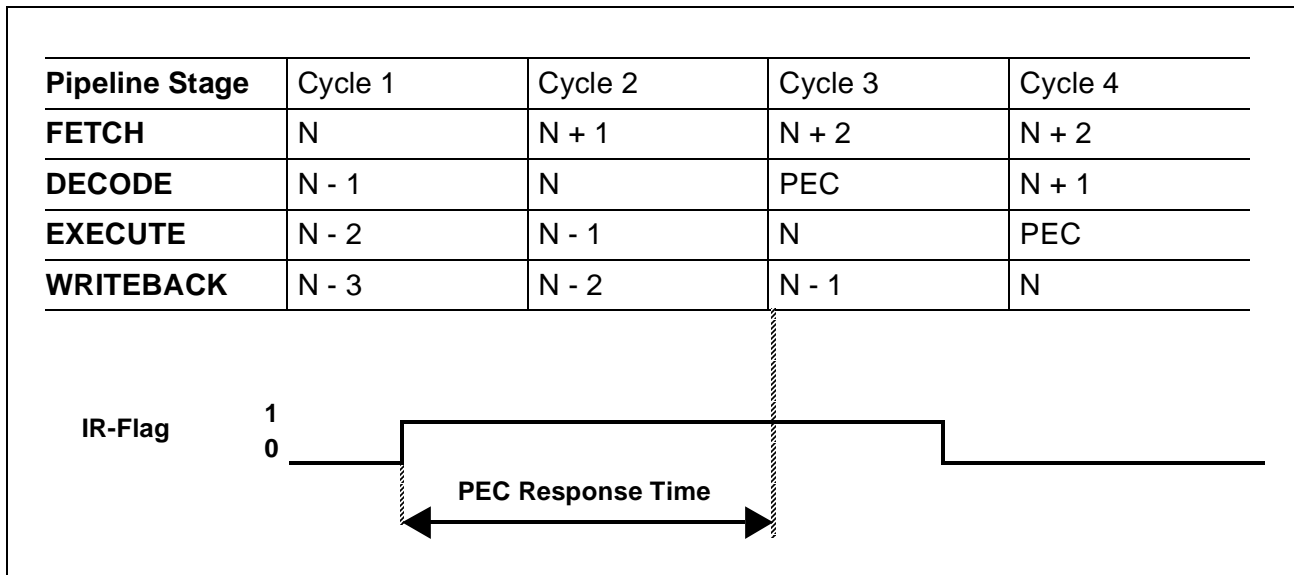 Pipeline Stage Cycle 1 Cycle 2 Cycle 3 Cycle 4
FETCH N N + 1 N + 2 N + 2
DECODE N - 1 N PEC N + 1
EXECUTE N - 2 N - 1 N PEC
WRITEBACK N - 3 N - 2 N - 1 N
1
IR-Flag
0
PEC Response Time